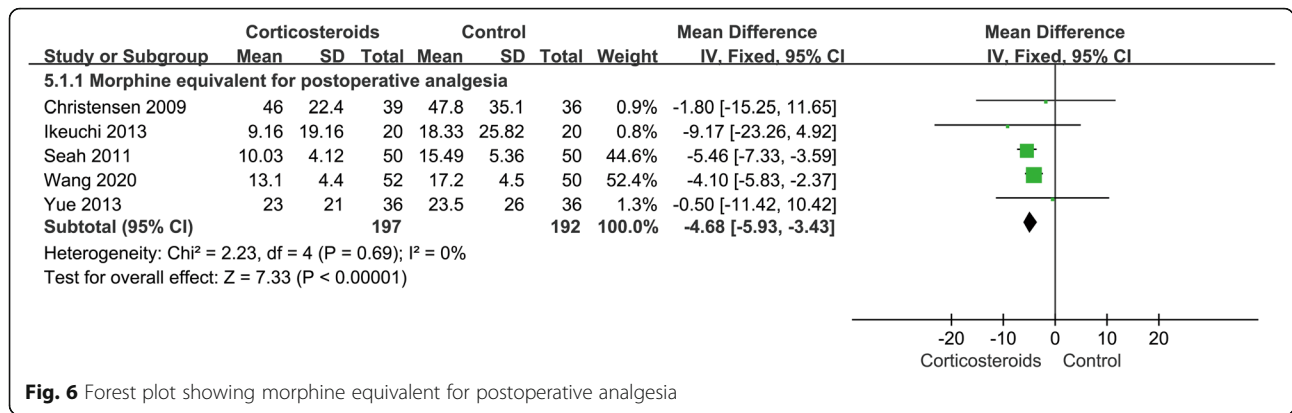 Corticosteroids Control Mean Difference Mean Difference
Study or Subgroup Mean SD Total Mean SD Total Weight IV, Fixed, 95% CI IV, Fixed, 95% CI
5.1.1 Morphine equivalent for postoperative analgesia
Christensen 2009 46 22.4 39 47.8 35.1 36 0.9% -1.80 [-15.25, 11.65]
Ikeuchi 2013 9.16 19.16 20 18.33 25.82 20 0.8% -9.17 [-23.26, 4.92]
Seah 2011 10.03 4.12 50 15.49 5.36 50 44.6% -5.46 [-7.33, -3.59]
Wang 2020 13.1 4.4 52 17.2 4.5 50 52.4% -4.10 [-5.83, -2.37]
Yue 2013 23 21 36 23.5 26 36 1.3% -0.50 [-11.42, 10.42]
Subtotal (95% CI) 197 192 100.0% -4.68 [-5.93, -3.43]
Heterogeneity: Chi² = 2.23, df = 4 (P = 0.69); I² = 0%
Test for overall effect: Z = 7.33 (P < 0.00001)
-20 -10 0 10 20
Corticosteroids Control
Fig. 6 Forest plot showing morphine equivalent for postoperative analgesia